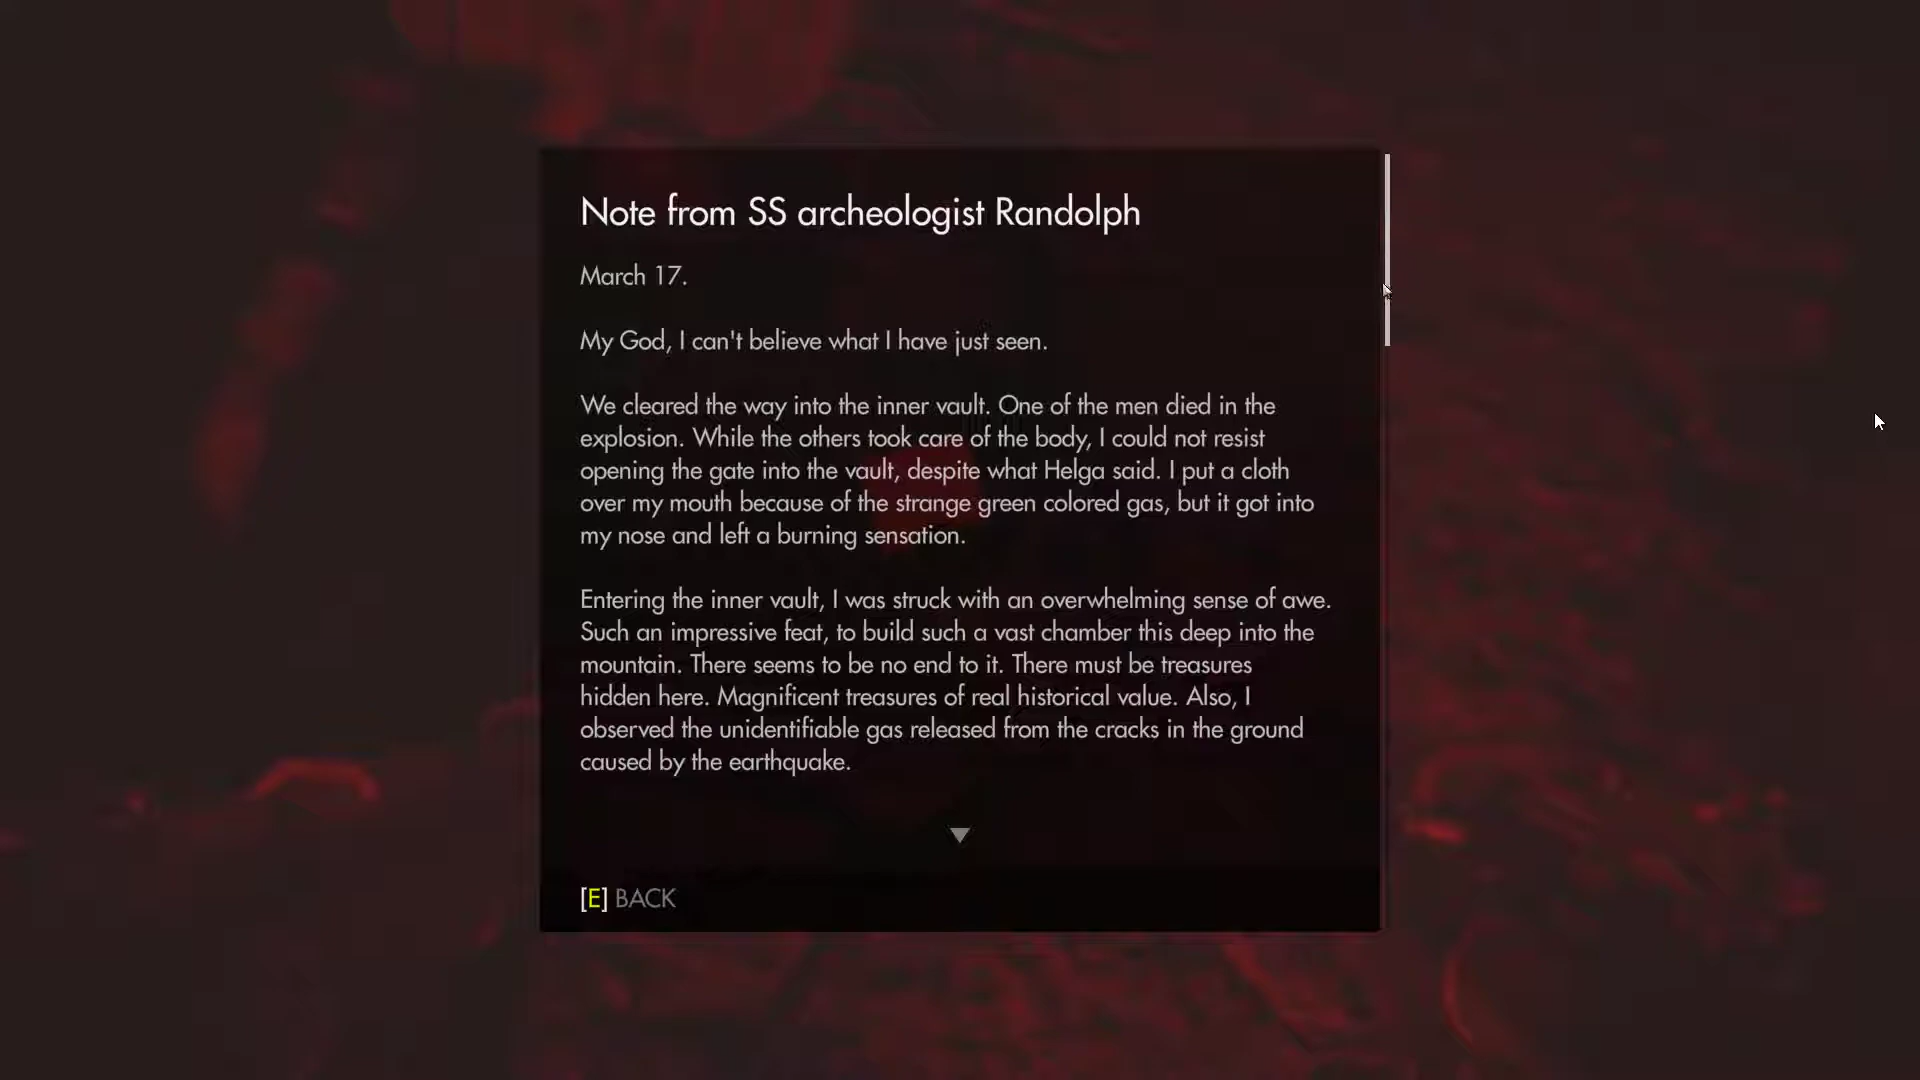 Note from SS archeologist Randolph
March 17.
My God, I can't believe what I have just seen.
We cleared the way into the inner vault. One of the men died in the
explosion. While the others took care of the body, I could not resist
opening the gate into the vault, despite what Helga said. I put a cloth
over my mouth because of the strange green colored gas, but it got into
my nose and left a burning sensation.
Entering the inner vault, I was struck with an overwhelming sense of awe.
Such an impressive feat, to build such a vast chamber this deep into the
mountain. There seems to be no end to it. There must be treasures
hidden here. Magnificent treasures of real historical value. Also, I
observed the unidentifiable gas released from the cracks in the ground
caused by the earthquake.
[E] BACK